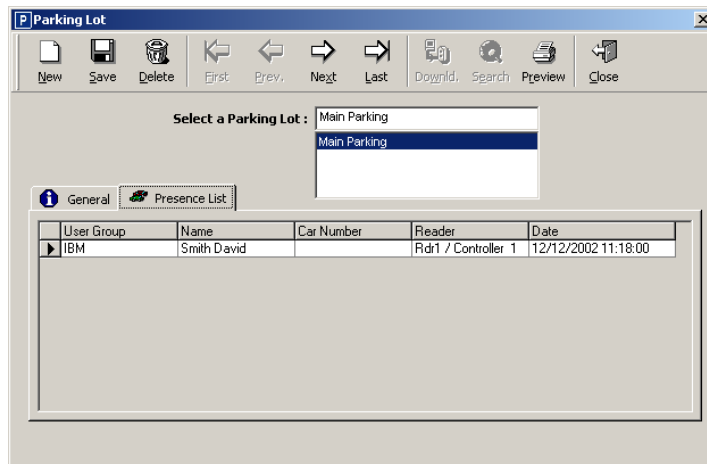 P Parking Lot
New Save Delete First Prev. Next Last Downld. Search Preview Close
Select a Parking Lot : Main Parking
Main Parking
i General Presence List
User Group Name Car Number Reader Date
IBM Smith David Rdr1 / Controller 1 12/12/2002 11:18:00